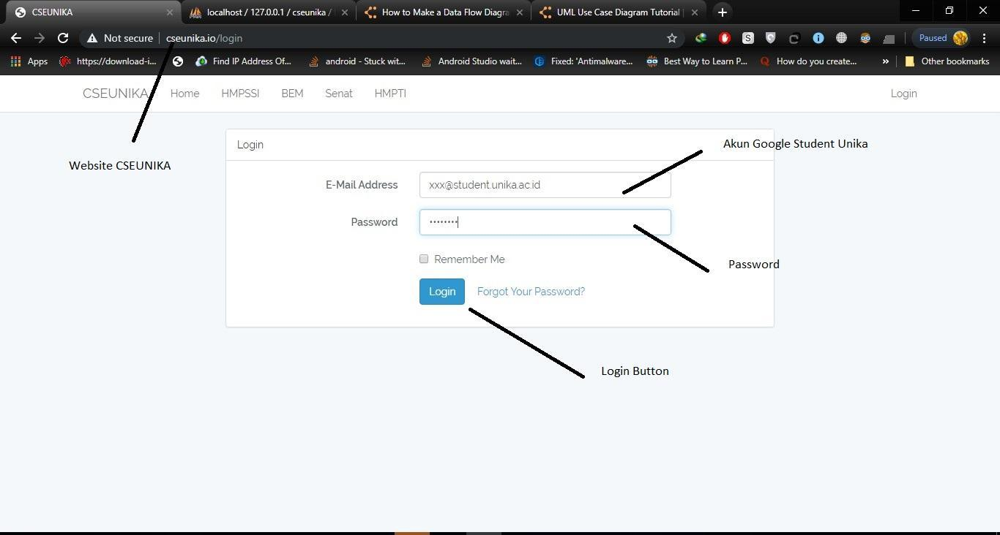 CSEUNIKA
localhost / 127.0.0.1 / cseunika /
How to Make a Data Flow Diagra
UML Use Case Diagram Tutorial
Not secure
cseunika.io/login
Paused
Apps
https://download-i...
Find IP Address Of...
android - Stuck wit...
Android Studio wait...
Fixed: 'Antimalware...
Best Way to Learn P...
How do you create...
»
Other bookmarks
CSEUNIKA
Home
HMPSSI
BEM
Senat
HMPTI
Login
Login
Akun Google Student Unika
Website CSEUNIKA
E-Mail Address
xxx@student.unika.ac.id
Password
••••••••
Password
Remember Me
Login
Forgot Your Password?
Login Button